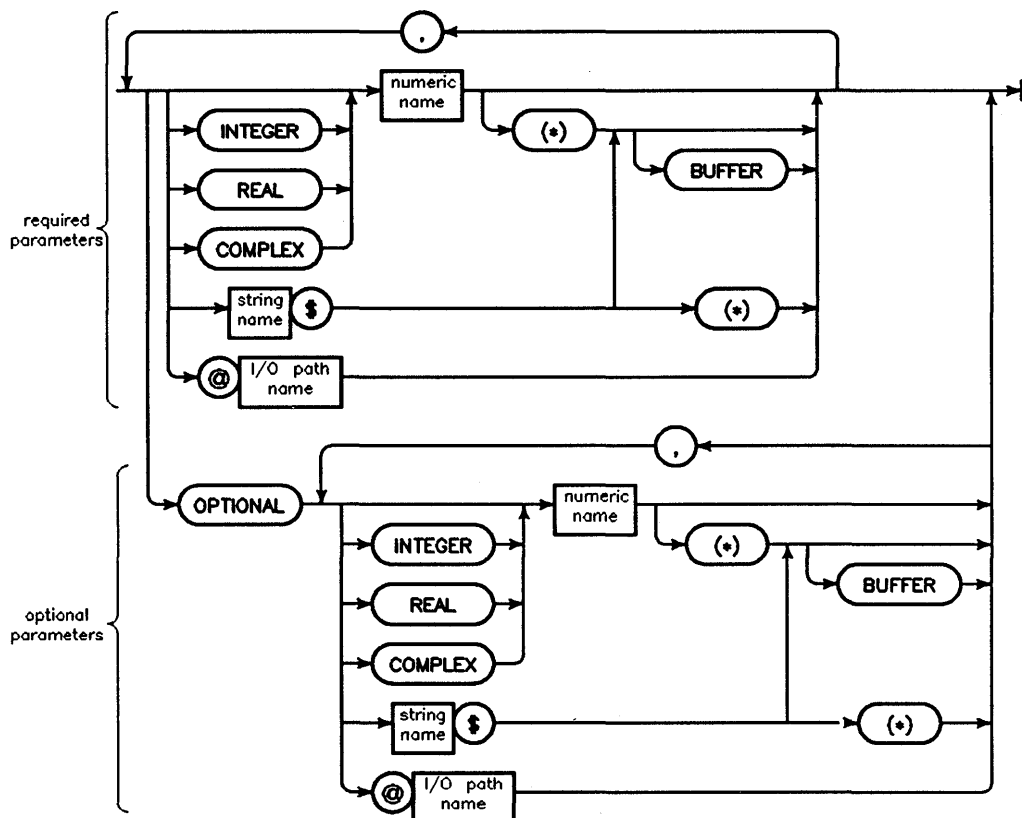 ,
numeric
name
(*)
INTEGER
BUFFER
REAL
required
parameters
COMPLEX
string
name
$
(*)
@
I/O path
name
,
OPTIONAL
numeric
name
(*)
INTEGER
BUFFER
REAL
optional
parameters
COMPLEX
string
name
$
(*)
@
I/O path
name